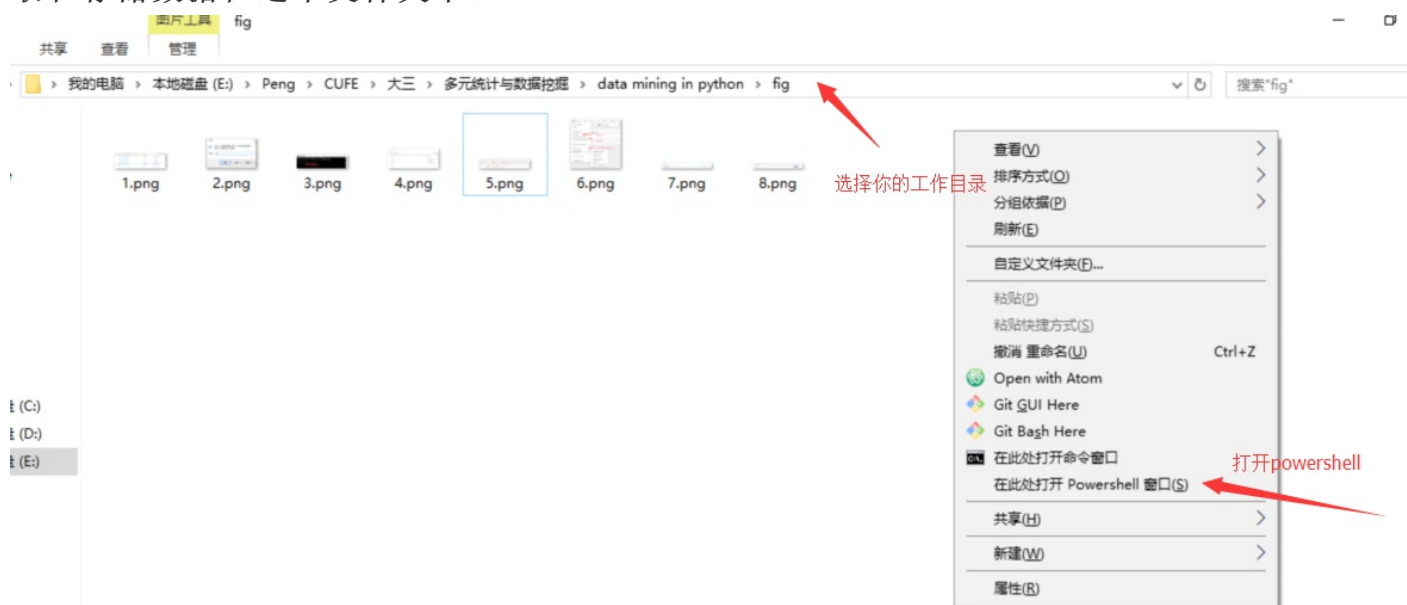 图片工具 fig
共享 查看 管理
› 我的电脑 › 本地磁盘 (E:) › Peng › CUFE › 大三 › 多元统计与数据挖掘 › data mining in python › fig
搜索"fig"
1.png 2.png 3.png 4.png 5.png 6.png 7.png 8.png
选择你的工作目录
查看(V)
排序方式(O)
分组依据(P)
刷新(E)
自定义文件夹(F)...
粘贴(P)
粘贴快捷方式(S)
撤消 重命名(U) Ctrl+Z
Open with Atom
Git GUI Here
Git Bash Here
在此处打开命令窗口
在此处打开 Powershell 窗口(S)
打开powershell
共享(H)
新建(W)
属性(R)
(C:)
(D:)
(E:)